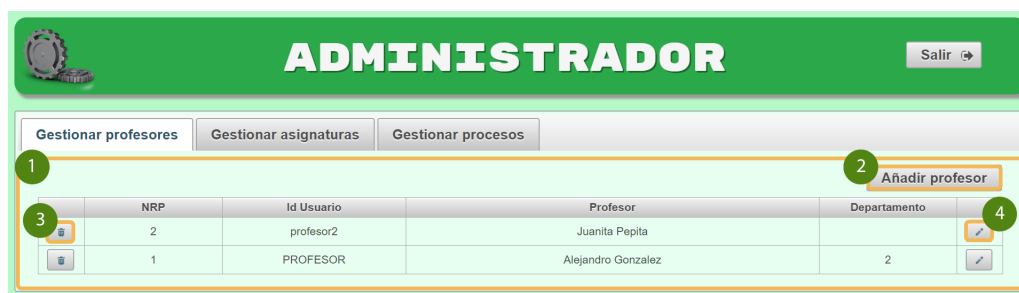 ADMINISTRADOR
Salir
Gestionar profesores Gestionar asignaturas Gestionar procesos
1
2
Añadir profesor
NRP Id Usuario Profesor Departamento
3
4
2 profesor2 Juanita Pepita
1 PROFESOR Alejandro Gonzalez 2